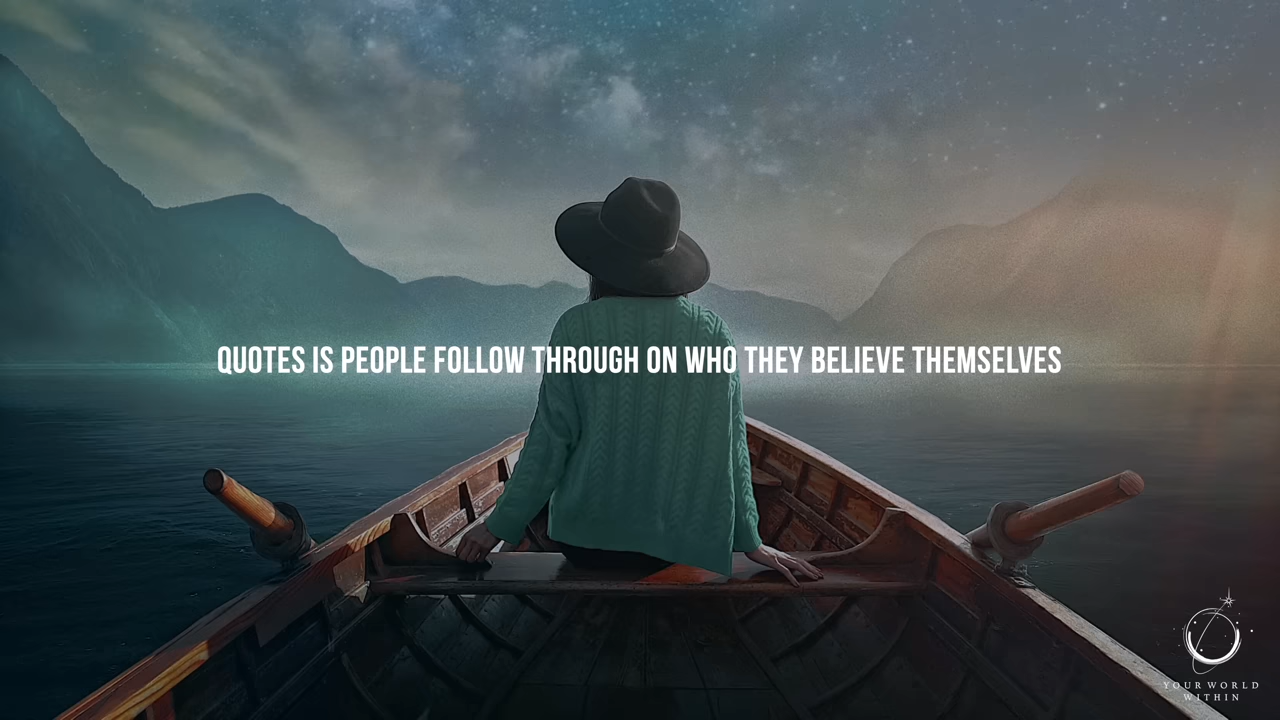 QUOTES IS PEOPLE FOLLOW THROUGH ON WHO THEY BELIEVE THEMSELVES
YOUR WORLD
WITHIN